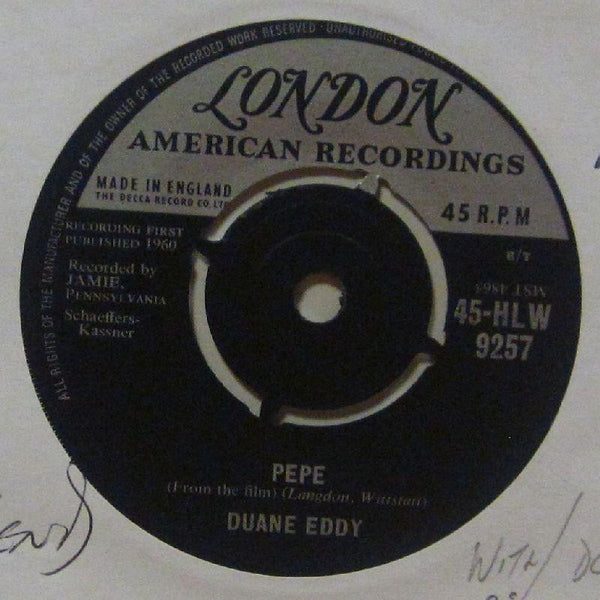 ALL RIGHTS OF THE MANUFACTURER AND OF THE OWNER OF THE RECORDED WORK RESERVED · UNAUTHORISED
LONDON
AMERICAN RECORDINGS
MADE IN ENGLAND
THE DECCA RECORD CO. LTD
45 R.P.M
RECORDING FIRST
PUBLISHED 1960
Recorded by
JAMIE,
PENNSYLVANIA
Schaeffers-
Kassner
E/T
45-HLW
9257
PEPE
(From the film) (Langdon, Wittstatt)
DUANE EDDY
WITH/